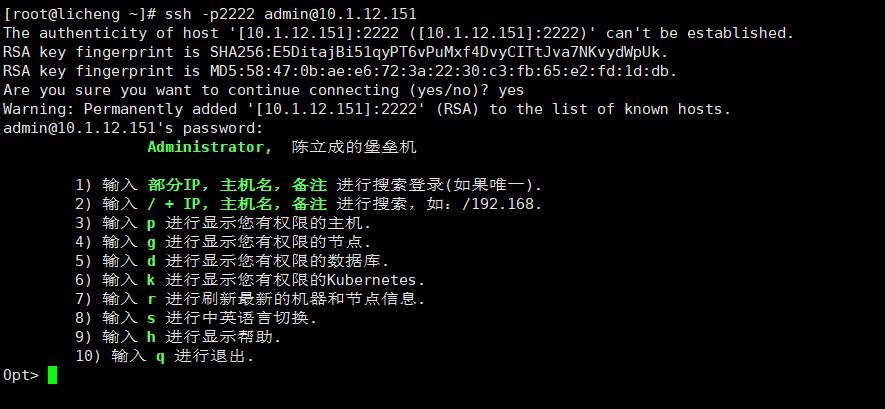 [root@licheng ~]# ssh -p2222 admin@10.1.12.151
The authenticity of host '[10.1.12.151]:2222 ([10.1.12.151]:2222)' can't be established.
RSA key fingerprint is SHA256:E5DitajBi51qyPT6vPuMxf4DvyCITtJva7NKvydWpUk.
RSA key fingerprint is MD5:58:47:0b:ae:e6:72:3a:22:30:c3:fb:65:e2:fd:1d:db.
Are you sure you want to continue connecting (yes/no)? yes
Warning: Permanently added '[10.1.12.151]:2222' (RSA) to the list of known hosts.
admin@10.1.12.151's password:
Administrator, 陈立成的堡垒机
1) 输入 部分IP, 主机名, 备注 进行搜索登录(如果唯一).
2) 输入 / + IP, 主机名, 备注 进行搜索, 如: /192.168.
3) 输入 p 进行显示您有权限的主机.
4) 输入 g 进行显示您有权限的节点.
5) 输入 d 进行显示您有权限的数据库.
6) 输入 k 进行显示您有权限的Kubernetes.
7) 输入 r 进行刷新最新的机器和节点信息.
8) 输入 s 进行中英语言切换.
9) 输入 h 进行显示帮助.
10) 输入 q 进行退出.
Opt>